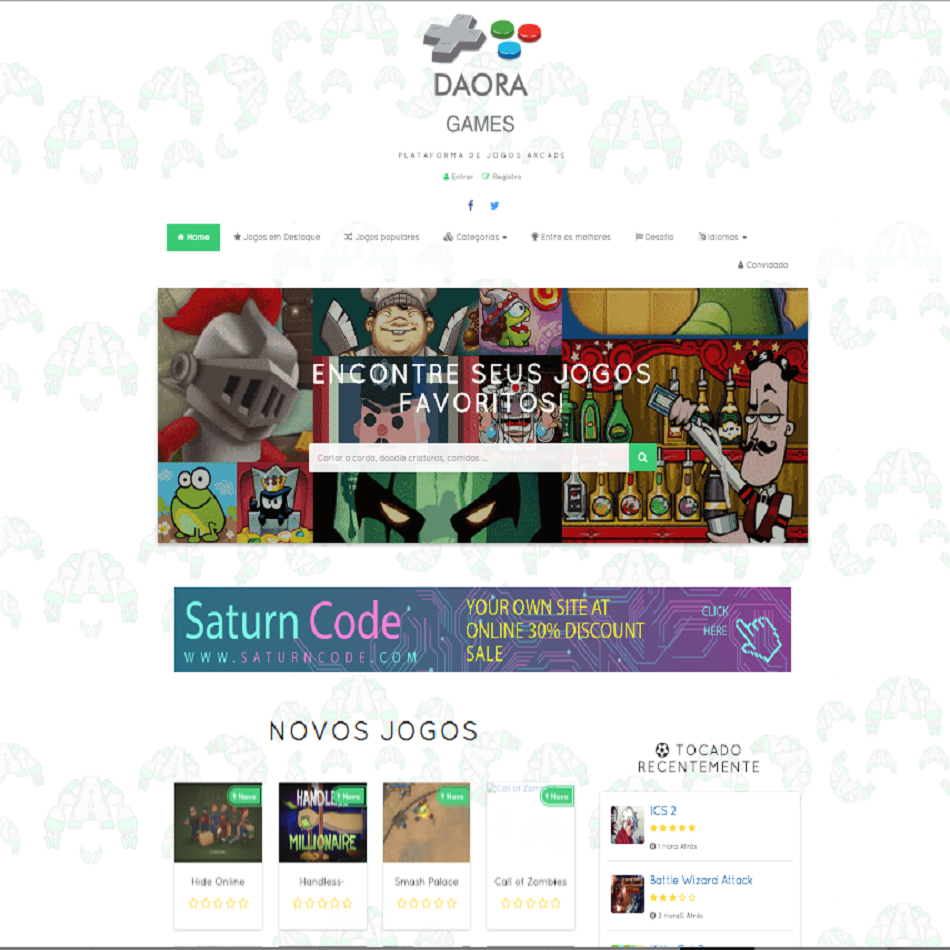 DAORA
GAMES
PLATAFORMA DE JOGOS ARCADE
Entrar Registro
Home Jogos em Destaque Jogos populares Categorias Entre os melhores Desafio Idiomas
Convidado
ENCONTRE SEUS JOGOS
FAVORITOS!
Cortar a corda, doodle criaturas, corridas ...
Saturn Code
WWW.SATURNCODE.COM
YOUR OWN SITE AT
ONLINE 30% DISCOUNT
SALE
CLICK
HERE
NOVOS JOGOS
TOCADO
RECENTEMENTE
Novo
Novo
Novo
Novo
HANDLESS
MILLIONAIRE
Hide Online
Handless-
Smash Palace
Call of Zombies
ICS 2
1 Hora Atrás
Battle Wizard Attack
3 HoraS Atrás